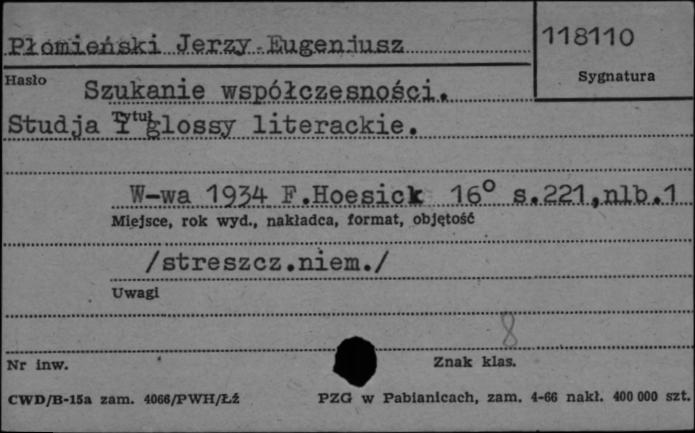 Płomieński Jerzy Eugenjusz
118110
Hasło
Sygnatura
Szukanie współczesności.
Tytuł
Studja I glossy literackie.
W-wa 1934 F.Hoesick 16° s.221,nlb.1
Miejsce, rok wyd., nakładca, format, objętość
/streszcz.niem./
Uwagi
8
Nr inw.
Znak klas.
CWD/B-15a zam. 4066/PWH/Łż
PZG w Pabianicach, zam. 4-66 nakł. 400 000 szt.